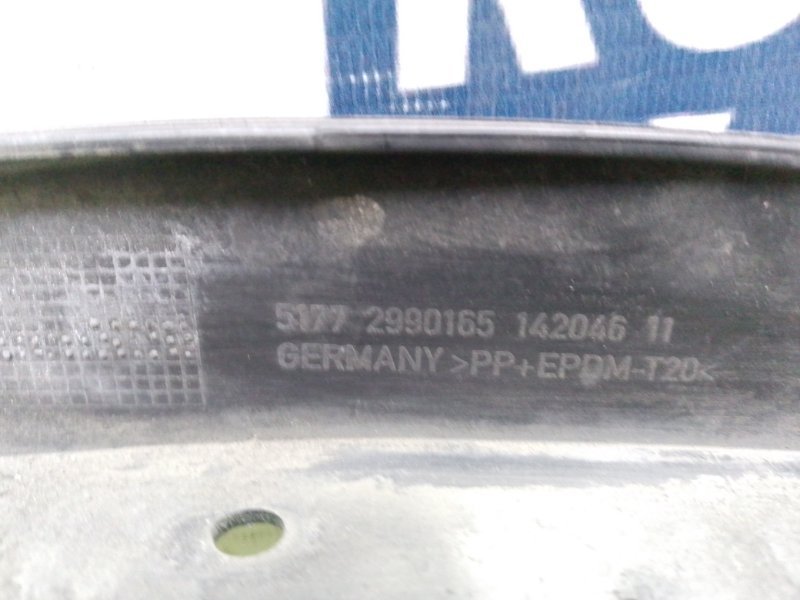 5177 2990165 142046 11
GERMANY >PP+EPDM-T20<